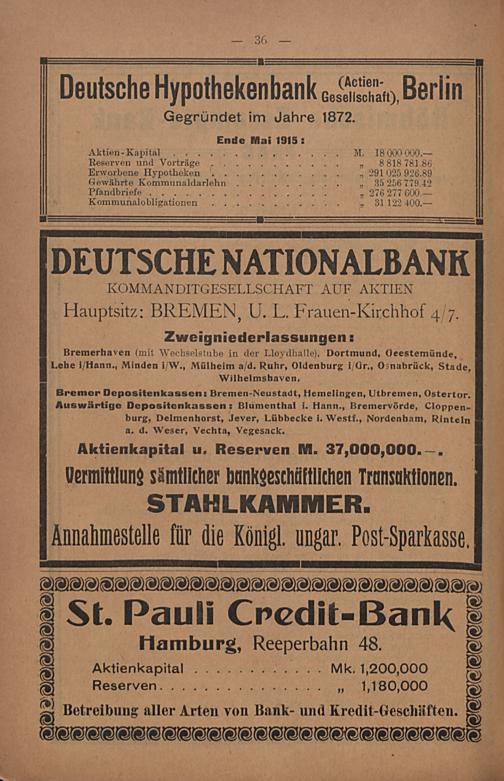 — 36 —
Deutsche Hypothekenbank (Actien-Gesellschaft), Berlin
Gegründet im Jahre 1872.
Ende Mai 1915:
Aktien-Kapital . . . . . . . . . . . . M. 18 000 000.—
Reserven und Vorträge . . . . . . . . . „ 8 818 781.86
Erworbene Hypotheken . . . . . . . . . „ 291 025 926.89
Gewährte Kommunaldarlehn . . . . . . . „ 35 256 779.42
Pfandbriefe . . . . . . . . . . . . . „ 276 277 600.—
Kommunalobligationen . . . . . . . . . „ 31 122 400.—
DEUTSCHE NATIONALBANK
KOMMANDITGESELLSCHAFT AUF AKTIEN
Hauptsitz: BREMEN, U. L. Frauen-Kirchhof 4/7.
Zweigniederlassungen:
Bremerhaven (mit Wechselstube in der Lloydhalle), Dortmund, Geestemünde,
Lehe i/Hann., Minden i/W., Mülheim a/d. Ruhr, Oldenburg i/Gr., Osnabrück, Stade,
Wilhelmshaven.
Bremer Depositenkassen: Bremen-Neustadt, Hemelingen, Utbremen, Ostertor.
Auswärtige Depositenkassen: Blumenthal i. Hann., Bremervörde, Cloppen-
burg, Delmenhorst, Jever, Lübbecke i. Westf., Nordenham, Rinteln
a. d. Weser, Vechta, Vegesack.
Aktienkapital u. Reserven M. 37,000,000.—.
Vermittlung sämtlicher bankgeschäftlichen Transaktionen.
STAHLKAMMER.
Annahmestelle für die Königl. ungar. Post-Sparkasse.
St. Pauli Credit-Bank
Hamburg, Reeperbahn 48.
Aktienkapital . . . . . . . . . . . . Mk. 1,200,000
Reserven . . . . . . . . . . . . . . . „ 1,180,000
Betreibung aller Arten von Bank- und Kredit-Geschäften.